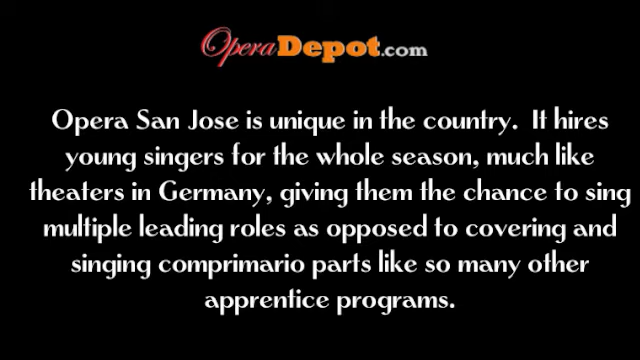 OperaDepot.com
Opera San Jose is unique in the country. It hires
young singers for the whole season, much like
theaters in Germany, giving them the chance to sing
multiple leading roles as opposed to covering and
singing comprimario parts like so many other
apprentice programs.